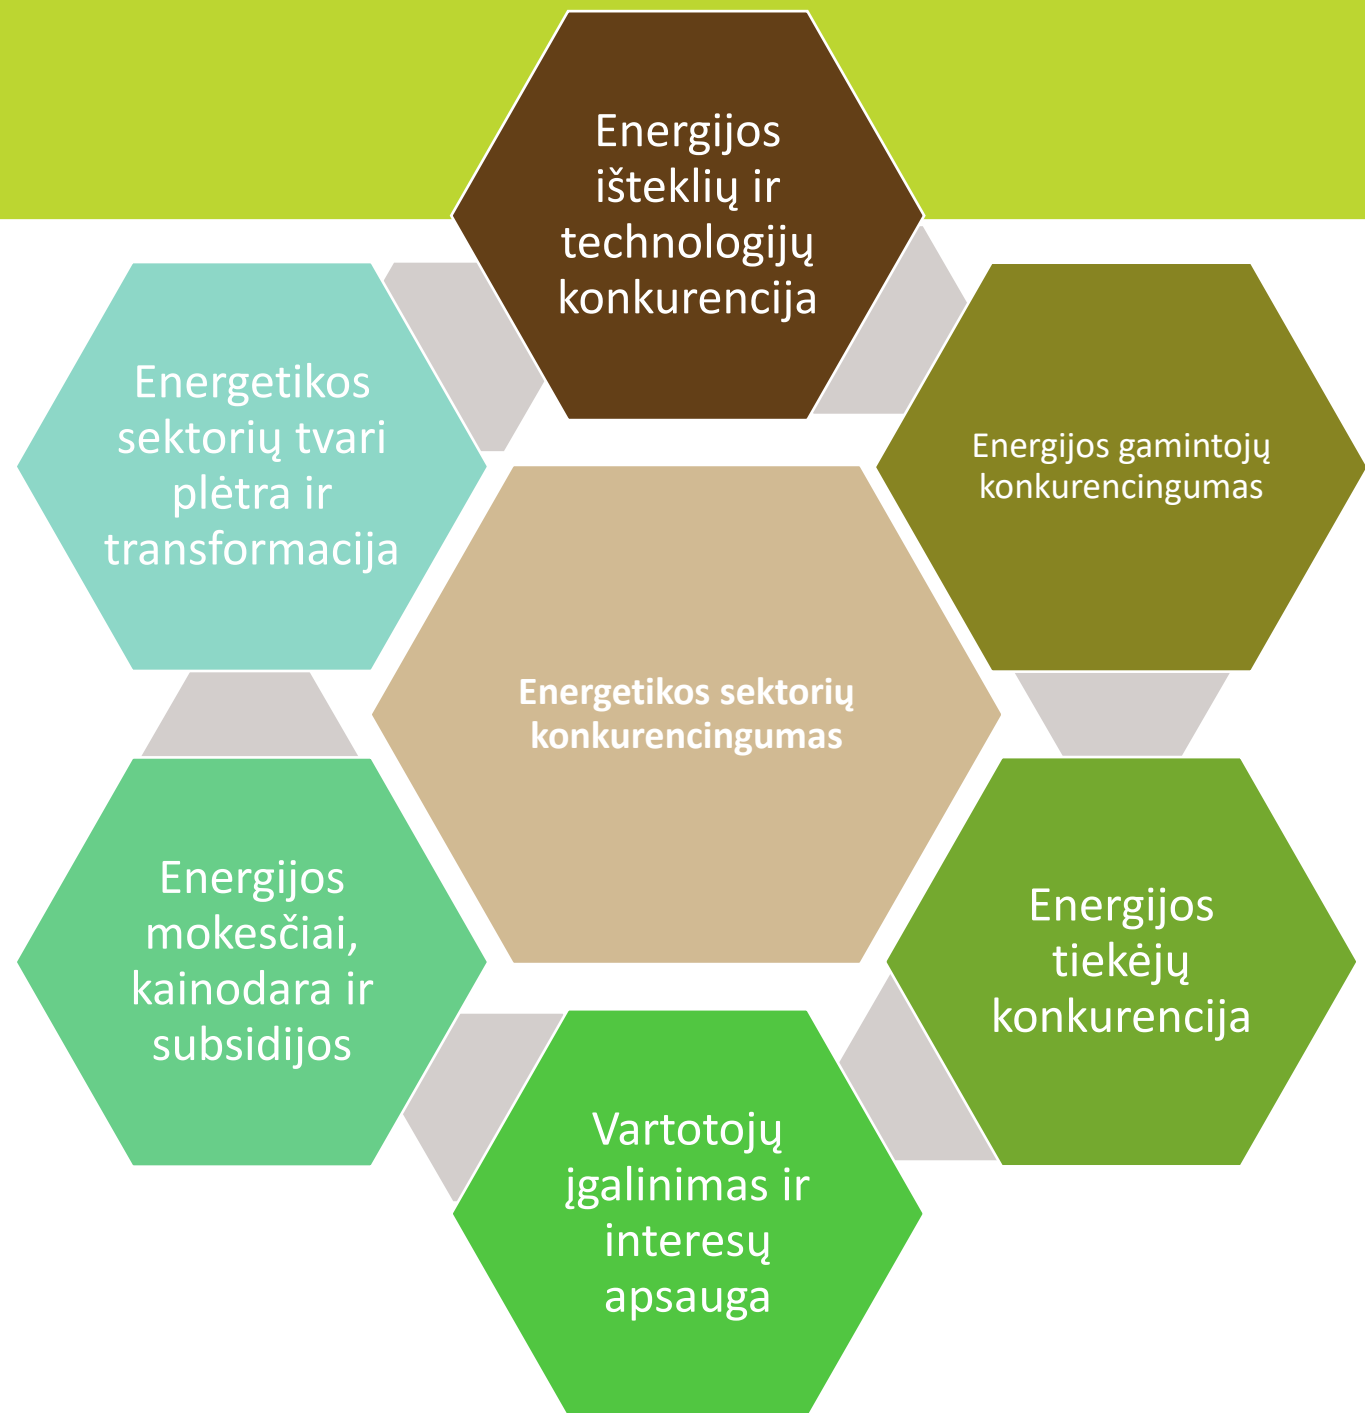 Energijos
išteklių ir
technologijų
konkurencija
Energijos gamintojų
konkurencingumas
Energijos
tiekėjų
konkurencija
Vartotojų
įgalinimas ir
interesų
apsauga
Energijos
mokesčiai,
kainodara ir
subsidijos
Energetikos
sektorių tvari
plėtra ir
transformacija
Energetikos sektorių
konkurencingumas